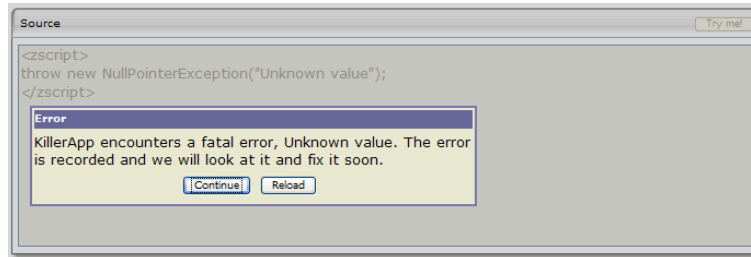 Source
Try me!
<zscript>
throw new NullPointerException("Unknown value");
</zscript>
Error
KillerApp encounters a fatal error, Unknown value. The error
is recorded and we will look at it and fix it soon.
Continue Reload